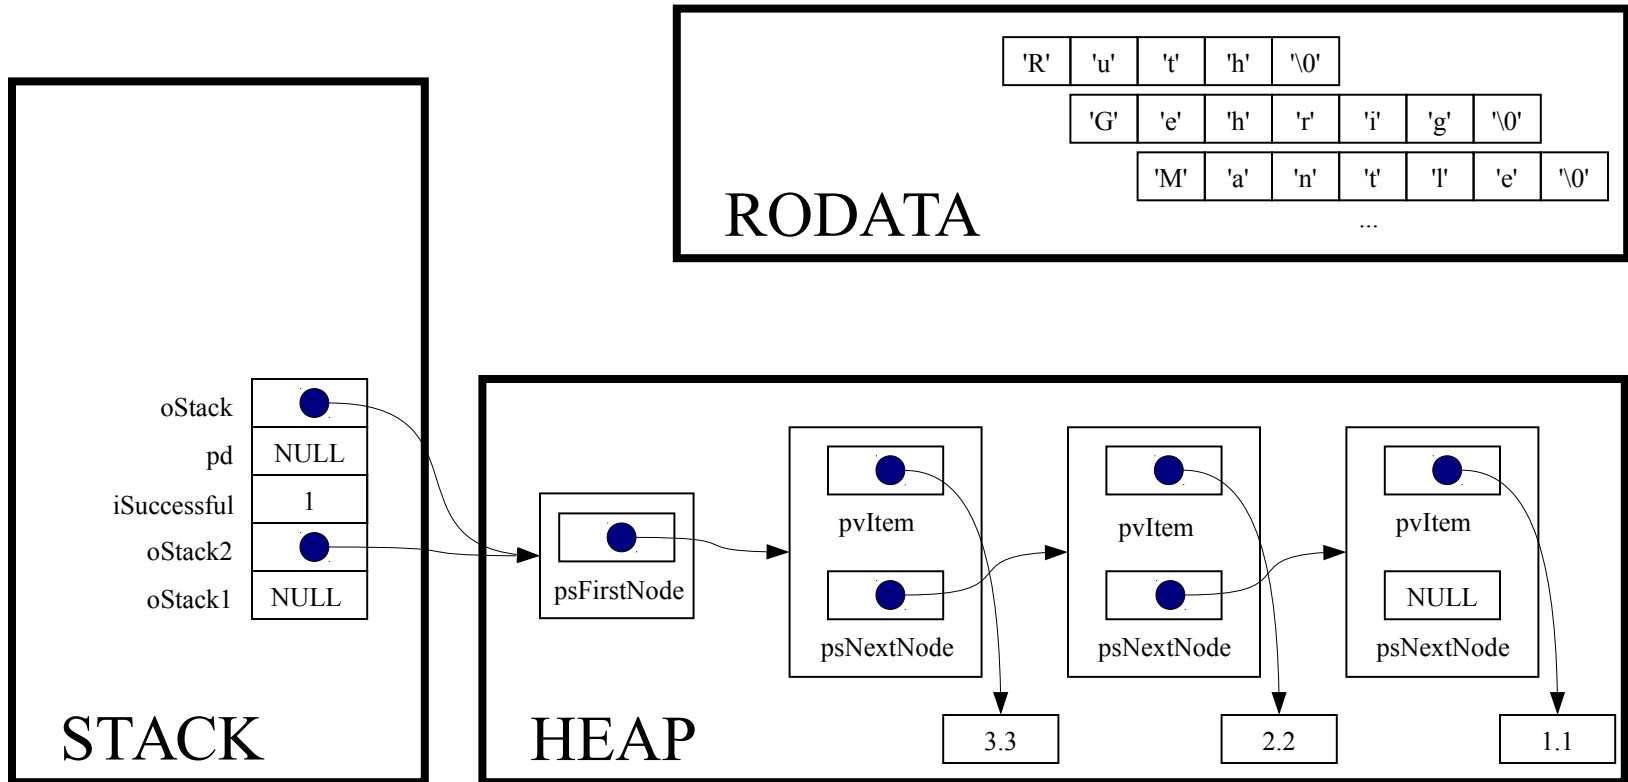 'R' 'u' 't' 'h' '\0'
'G' 'e' 'h' 'r' 'i' 'g' '\0'
'M' 'a' 'n' 't' 'l' 'e' '\0'
...
RODATA
oStack
pd NULL
iSuccessful 1
oStack2
oStack1 NULL
STACK
psFirstNode
pvItem
psNextNode
3.3
pvItem
psNextNode
2.2
pvItem
NULL
psNextNode
1.1
HEAP